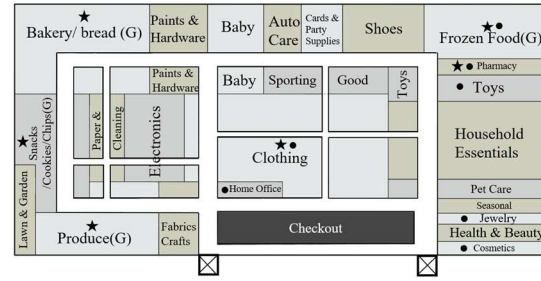 Bakery/ bread (G)
Paints &
Hardware
Baby
Auto
Care
Cards &
Party
Supplies
Shoes
Frozen Food(G)
Pharmacy
Toys
Household
Essentials
Pet Care
Seasonal
Jewelry
Health & Beauty
Cosmetics
Snacks
/Cookies/Chips(G)
Lawn & Garden
Produce(G)
Fabrics
Crafts
Paper &
Cleaning
Paints &
Hardware
Electronics
Baby
Sporting
Good
Toys
Clothing
Home Office
Checkout